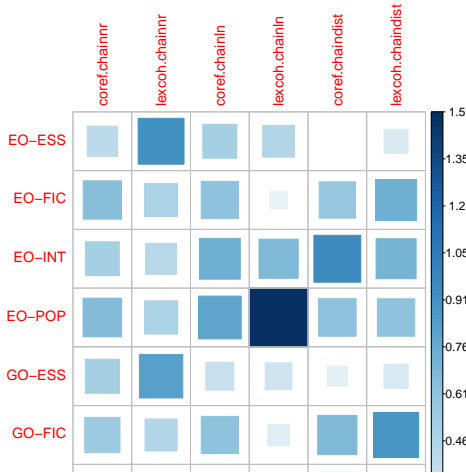 coref.chainnr
lexcoh.chainnr
coref.chainln
lexcoh.chainln
coref.chaindist
lexcoh.chaindist
EO−ESS
EO−FIC
EO−INT
EO−POP
GO−ESS
GO−FIC
1.5
1.35
1.2
1.05
0.91
0.76
0.61
0.46